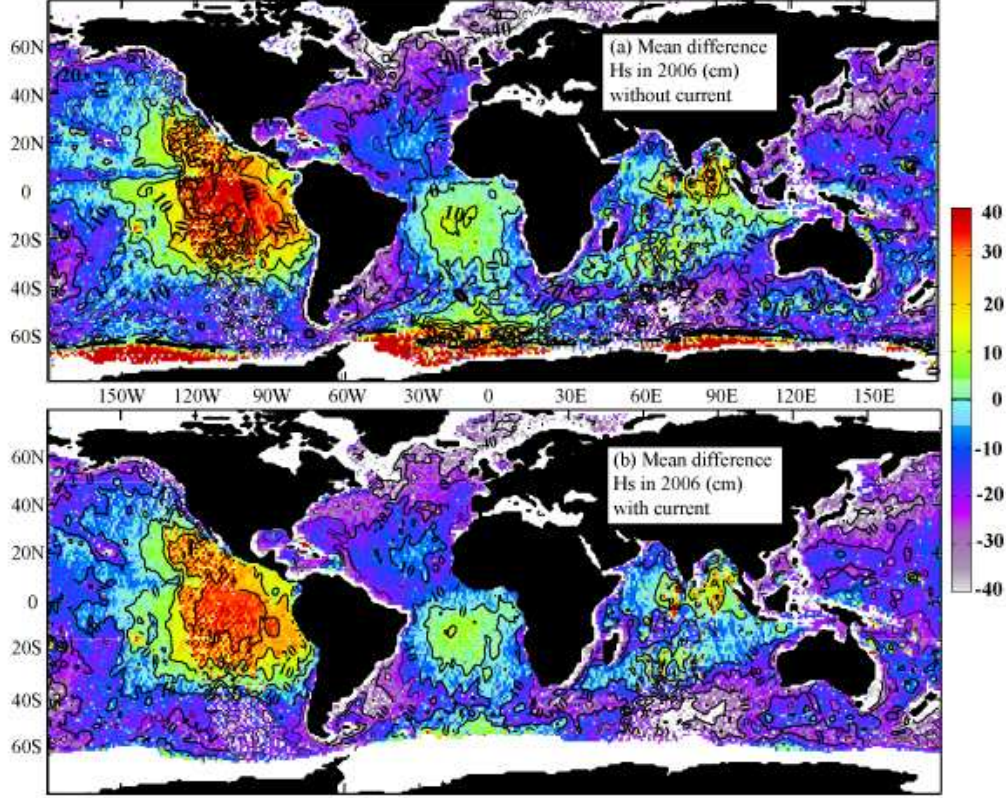 60N
40N
20N
0
20S
40S
60S
(a) Mean difference
Hs in 2006 (cm)
without current
10
150W 120W 90W 60W 30W 0 30E 60E 90E 120E 150E
60N
40N
20N
0
20S
40S
60S
(b) Mean difference
Hs in 2006 (cm)
with current
40
30
20
10
0
-10
-20
-30
-40